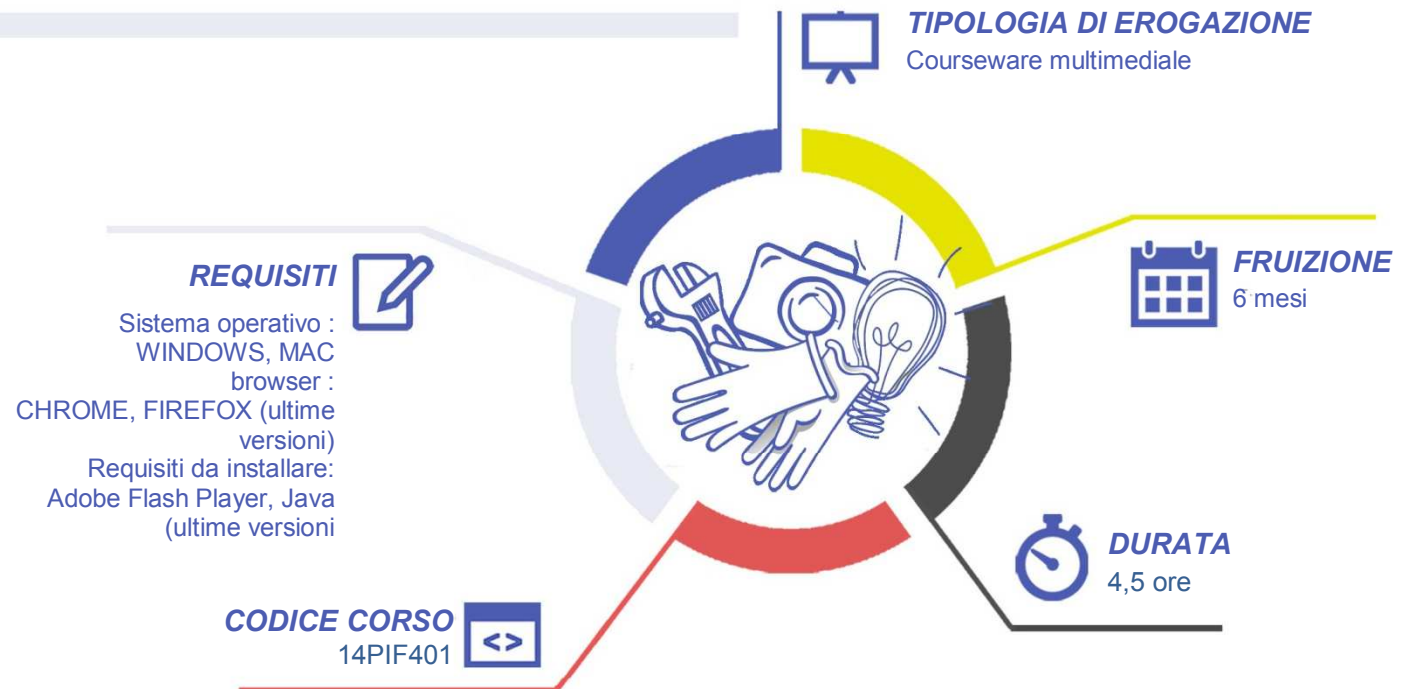 TIPOLOGIA DI EROGAZIONE
Courseware multimediale
REQUISITI
Sistema operativo :
WINDOWS, MAC
browser :
CHROME, FIREFOX (ultime
versioni)
Requisiti da installare:
Adobe Flash Player, Java
(ultime versioni
FRUIZIONE
6 mesi
DURATA
4,5 ore
CODICE CORSO
14PIF401